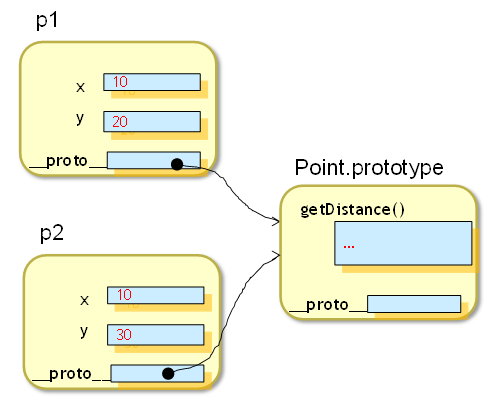 p1
x 10
y 20
__proto__
Point.prototype
getDistance()
...
__proto__
p2
x 10
y 30
__proto__